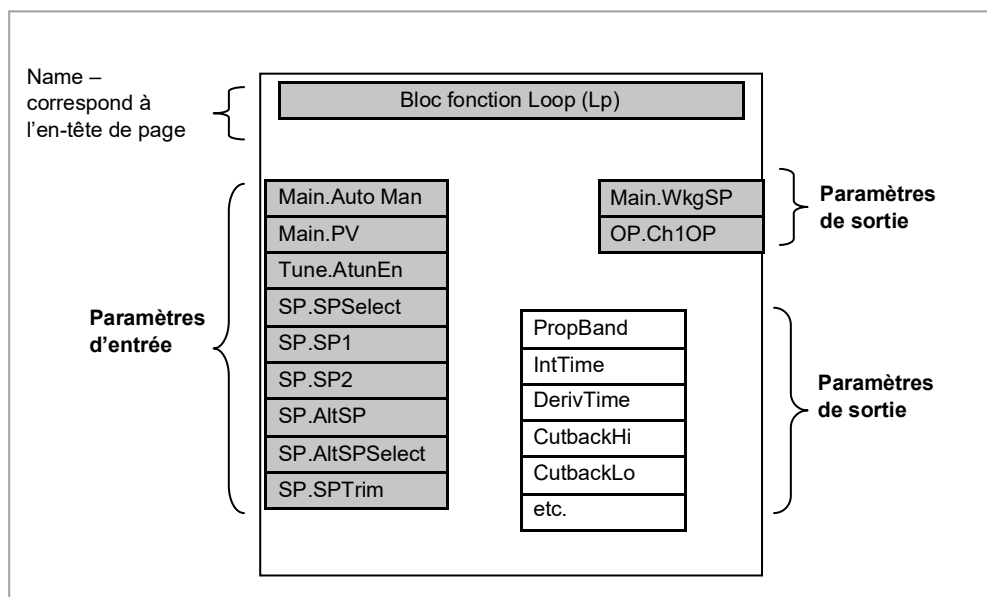 Name –
correspond à
l'en-tête de page
Bloc fonction Loop (Lp)
Paramètres
d'entrée
Main.Auto Man
Main.PV
Tune.AtunEn
SP.SPSelect
SP.SP1
SP.SP2
SP.AltSP
SP.AltSPSelect
SP.SPTrim
Main.WkgSP
OP.Ch1OP
Paramètres
de sortie
PropBand
IntTime
DerivTime
CutbackHi
CutbackLo
etc.
Paramètres
de sortie